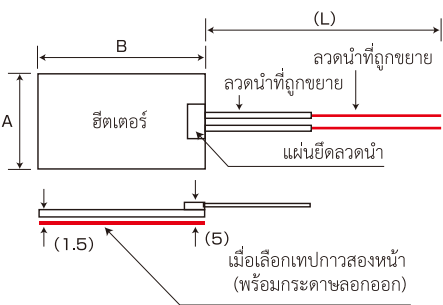 (L)
B
ลวดนำที่ถูกขยาย
ลวดนำที่ถูกขยาย
A
ฮีตเตอร์
แผ่นยึดลวดนำ
(1.5)
(5)
เมื่อเลือกเทปกาวสองหน้า
(พร้อมกระดาษลอกออก)